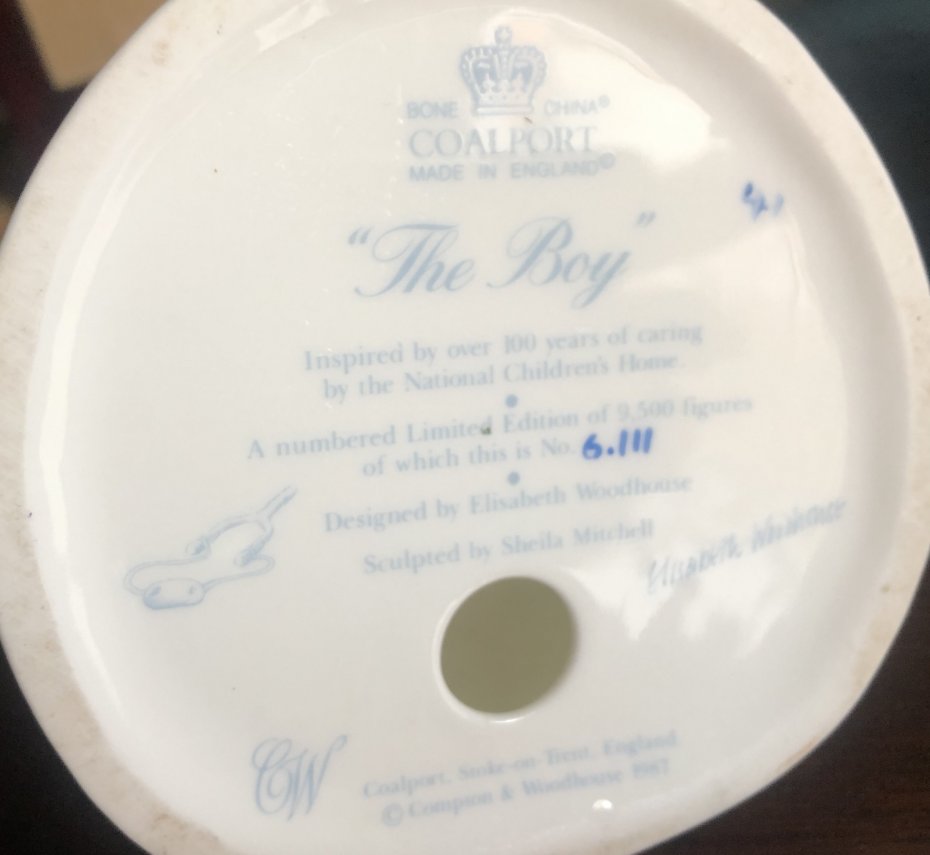 BONE CHINA®
COALPORT
MADE IN ENGLAND®
"The Boy"
Inspired by over 100 years of caring
by the National Children's Home.
A numbered Limited Edition of 9,500 figures
of which this is No. 6.111
Designed by Elisabeth Woodhouse
Sculpted by Sheila Mitchell
Elisabeth Woodhouse
CW
Coalport, Stoke-on-Trent, England
© Compton & Woodhouse 1987